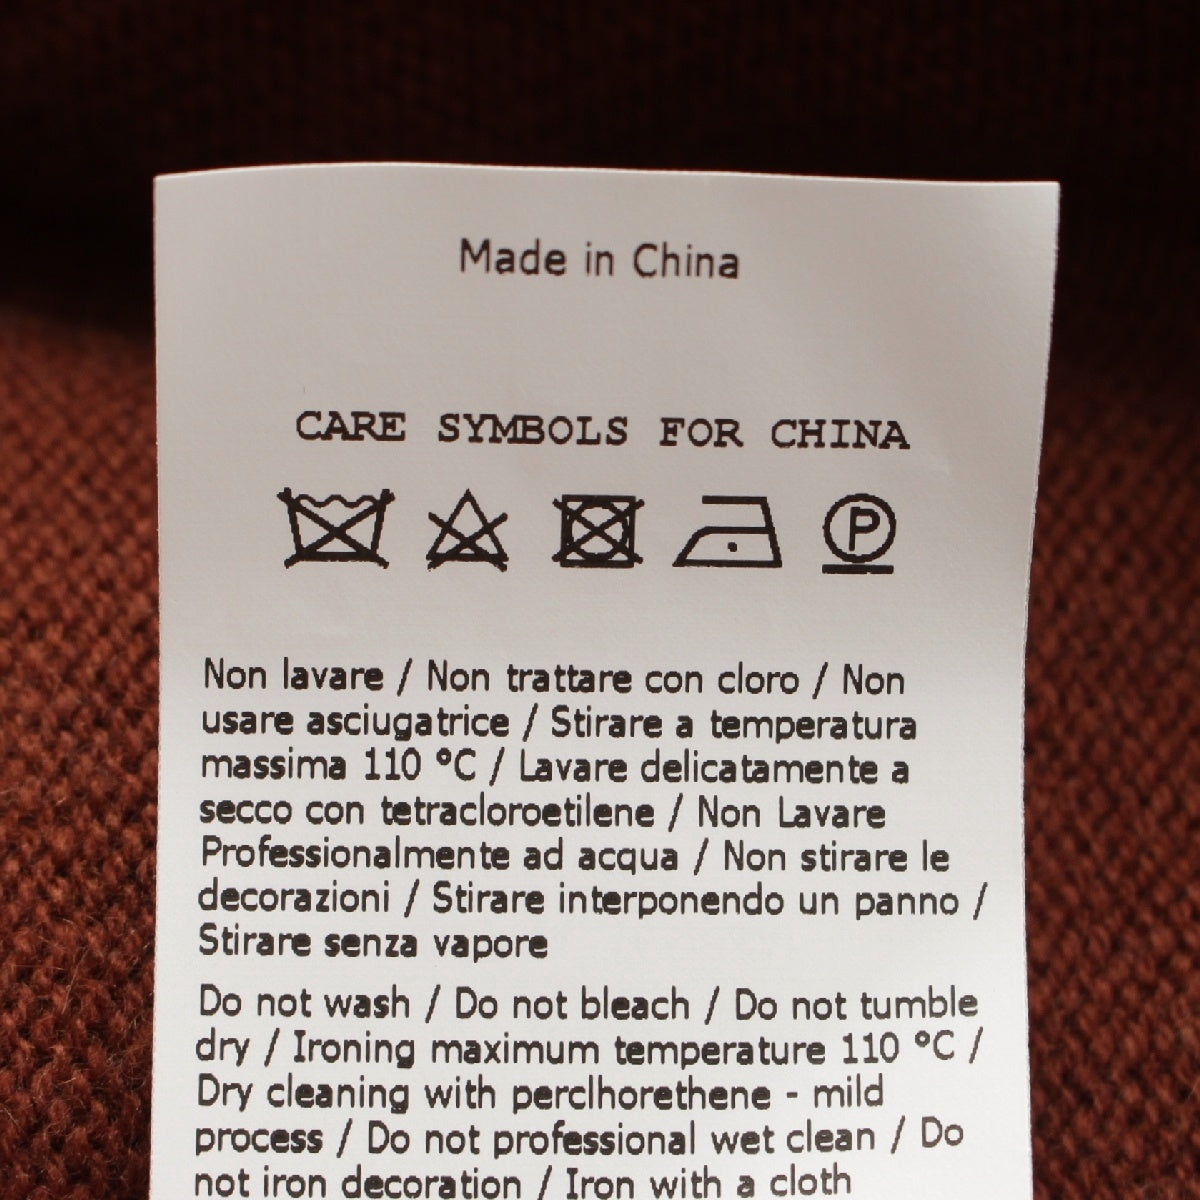 Made in China
CARE SYMBOLS FOR CHINA
P
Non lavare / Non trattare con cloro / Non
usare asciugatrice / Stirare a temperatura
massima 110 °C / Lavare delicatamente a
secco con tetracloroetilene / Non Lavare
Professionalmente ad acqua / Non stirare le
decorazioni / Stirare interponendo un panno /
Stirare senza vapore
Do not wash / Do not bleach / Do not tumble
dry / Ironing maximum temperature 110 °C /
Dry cleaning with perclhorethene - mild
process / Do not professional wet clean / Do
not iron decoration / Iron with a cloth